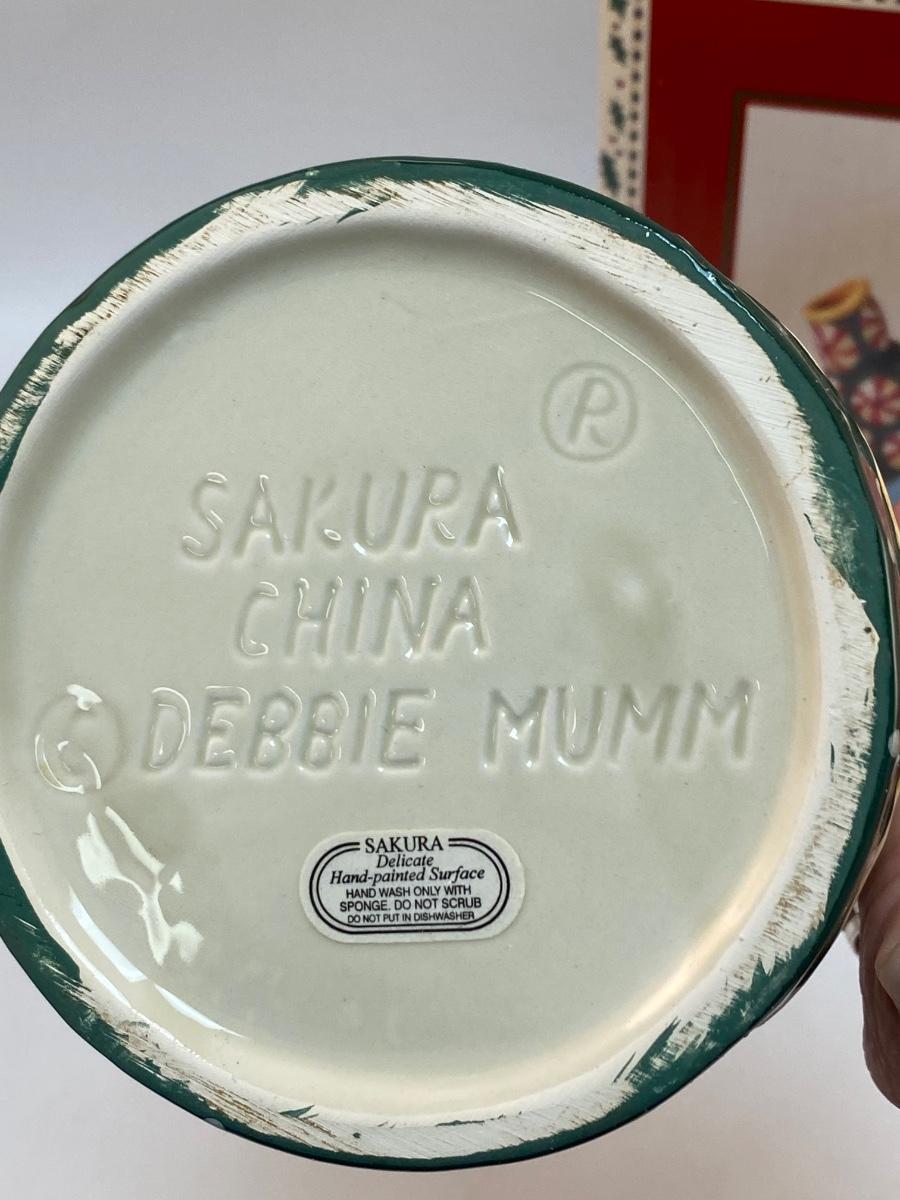 ®
SAKURA
CHINA
© DEBBIE MUMM
SAKURA
Delicate
Hand-painted Surface
HAND WASH ONLY WITH
SPONGE. DO NOT SCRUB
DO NOT PUT IN DISHWASHER